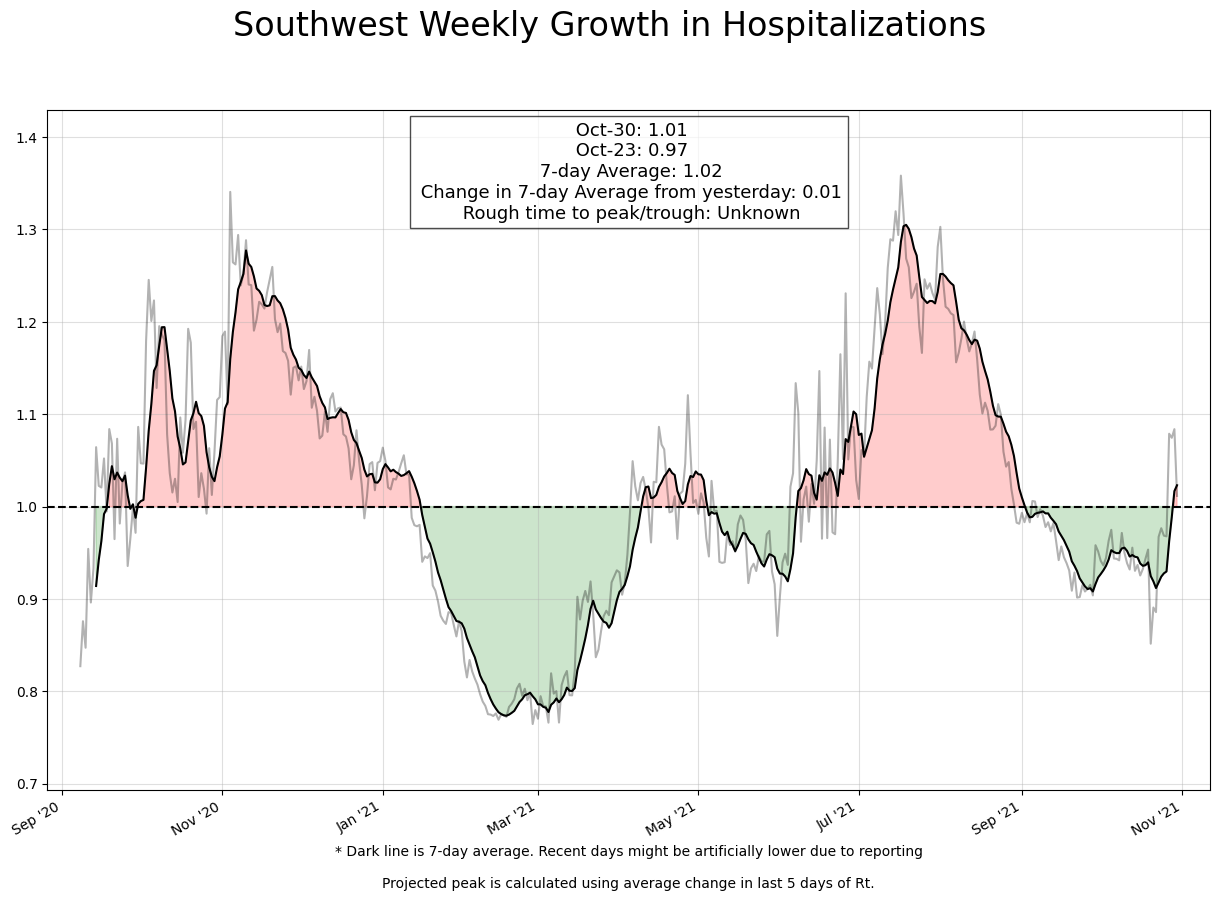 Southwest Weekly Growth in Hospitalizations
Oct-30: 1.01
Oct-23: 0.97
7-day Average: 1.02
Change in 7-day Average from yesterday: 0.01
Rough time to peak/trough: Unknown
1.4
1.3
1.2
1.1
1.0
0.9
0.8
0.7
Sep '20
Nov '20
Jan '21
Mar '21
May '21
Jul '21
Sep '21
Nov '21
* Dark line is 7-day average. Recent days might be artificially lower due to reporting
Projected peak is calculated using average change in last 5 days of Rt.